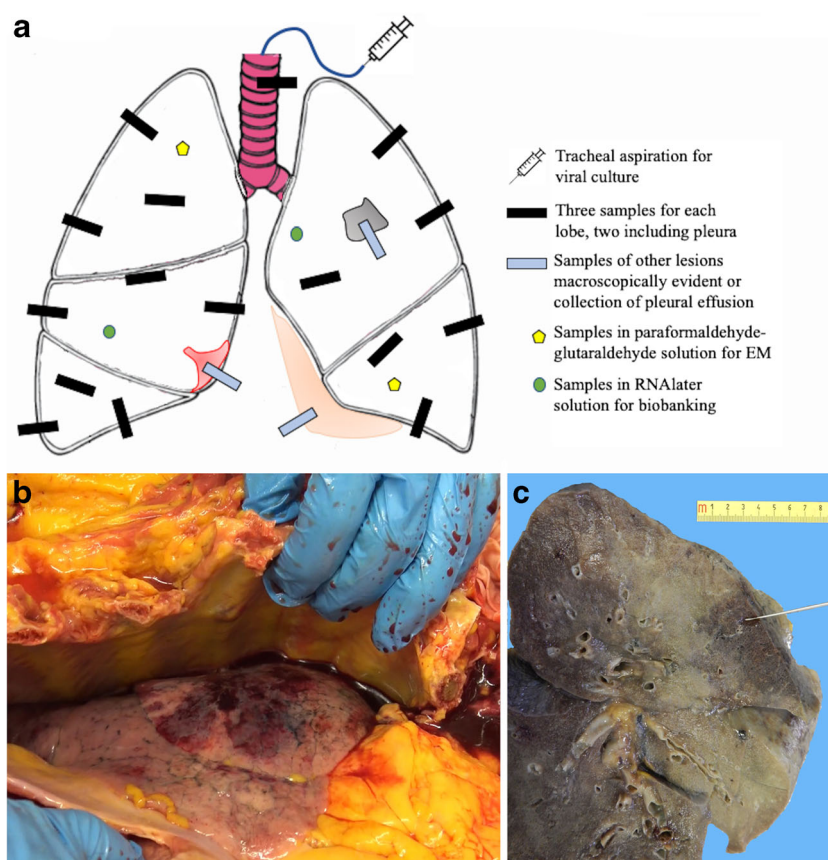 a
Tracheal aspiration for
viral culture
Three samples for each
lobe, two including pleura
Samples of other lesions
macroscopically evident or
collection of pleural effusion
Samples in paraformaldehyde-
glutaraldehyde solution for EM
Samples in RNAlater
solution for biobanking
b
c
m 1 2 3 4 5 6 7 8